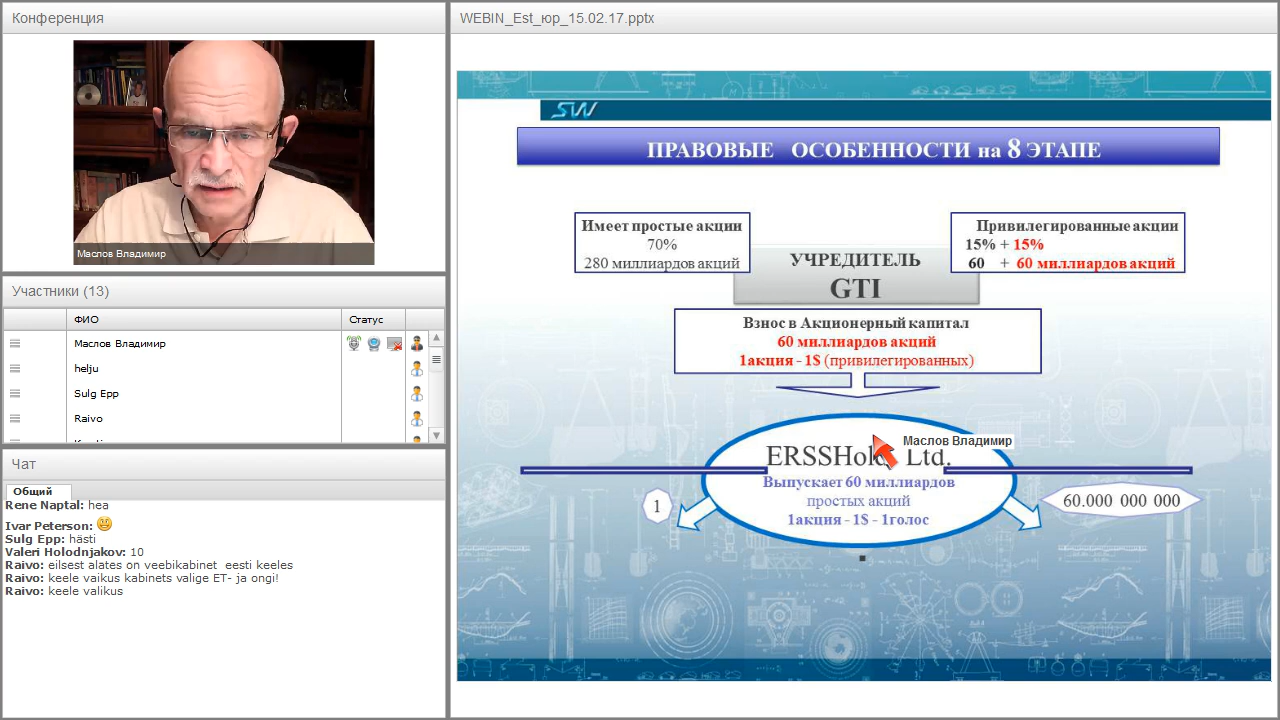 Конференция
Маслов Владимир
Участники (13)
ФИО
Статус
Маслов Владимир
helju
Sulg Epp
Raivo
Чат
Общий
Rene Naptal: hea
Ivar Peterson:
Sulg Epp: hästi
Valeri Holodnjakov: 10
Raivo: eilsest alates on veebikabinet eesti keeles
Raivo: keele vaikus kabinets valige ET- ja ongi!
Raivo: keele valikus
WEBIN_Est_юр_15.02.17.pptx
SW
ПРАВОВЫЕ ОСОБЕННОСТИ на 8 ЭТАПЕ
Имеет простые акции
70%
280 миллиардов акций
Привилегированные акции
15% + 15%
60 + 60 миллиардов акций
УЧРЕДИТЕЛЬ
GTI
Взнос в Акционерный капитал
60 миллиардов акций
1акция - 1$ (привилегированных)
Маслов Владимир
Ltd.
Выпускает 60 миллиардов
простых акций
1акция - 1$ - 1голос
1
60.000 000 000